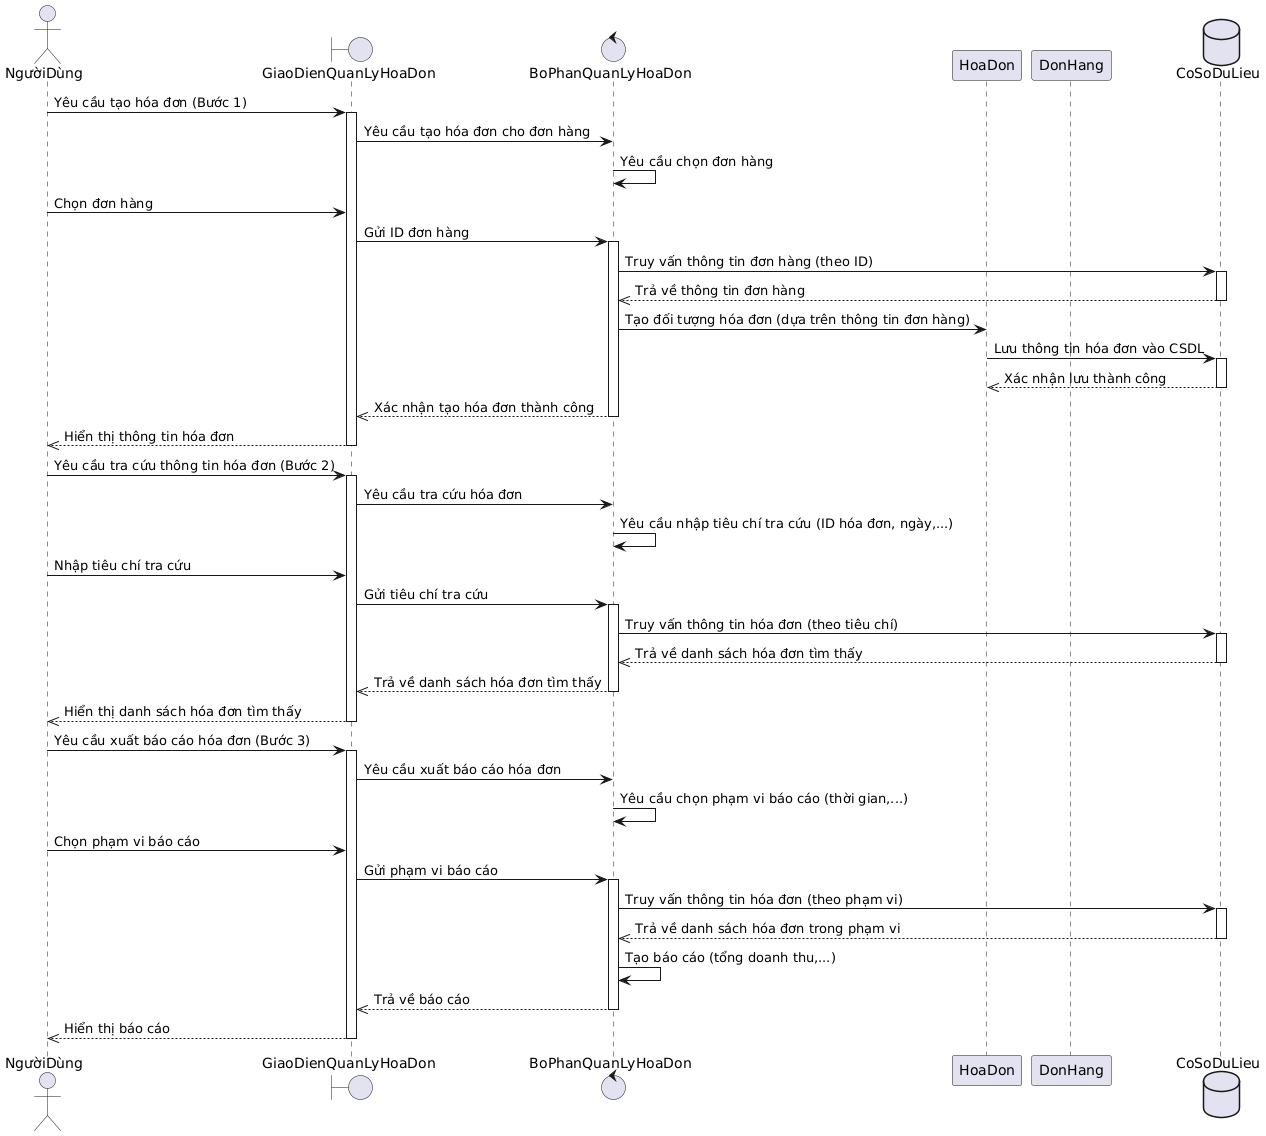 NgườiDùng
GiaoDienQuanLyHoaDon
BoPhanQuanLyHoaDon
HoaDon
DonHang
CoSoDuLieu
Yêu cầu tạo hóa đơn (Bước 1)
Yêu cầu tạo hóa đơn cho đơn hàng
Yêu cầu chọn đơn hàng
Chọn đơn hàng
Gửi ID đơn hàng
Truy vấn thông tin đơn hàng (theo ID)
Trả về thông tin đơn hàng
Tạo đối tượng hóa đơn (dựa trên thông tin đơn hàng)
Lưu thông tin hóa đơn vào CSDL
Xác nhận lưu thành công
Xác nhận tạo hóa đơn thành công
Hiển thị thông tin hóa đơn
Yêu cầu tra cứu thông tin hóa đơn (Bước 2)
Yêu cầu tra cứu hóa đơn
Yêu cầu nhập tiêu chí tra cứu (ID hóa đơn, ngày,...)
Nhập tiêu chí tra cứu
Gửi tiêu chí tra cứu
Truy vấn thông tin hóa đơn (theo tiêu chí)
Trả về danh sách hóa đơn tìm thấy
Trả về danh sách hóa đơn tìm thấy
Hiển thị danh sách hóa đơn tìm thấy
Yêu cầu xuất báo cáo hóa đơn (Bước 3)
Yêu cầu xuất báo cáo hóa đơn
Yêu cầu chọn phạm vi báo cáo (thời gian,...)
Chọn phạm vi báo cáo
Gửi phạm vi báo cáo
Truy vấn thông tin hóa đơn (theo phạm vi)
Trả về danh sách hóa đơn trong phạm vi
Tạo báo cáo (tổng doanh thu,...)
Trả về báo cáo
Hiển thị báo cáo
NgườiDùng
GiaoDienQuanLyHoaDon
BoPhanQuanLyHoaDon
HoaDon
DonHang
CoSoDuLieu